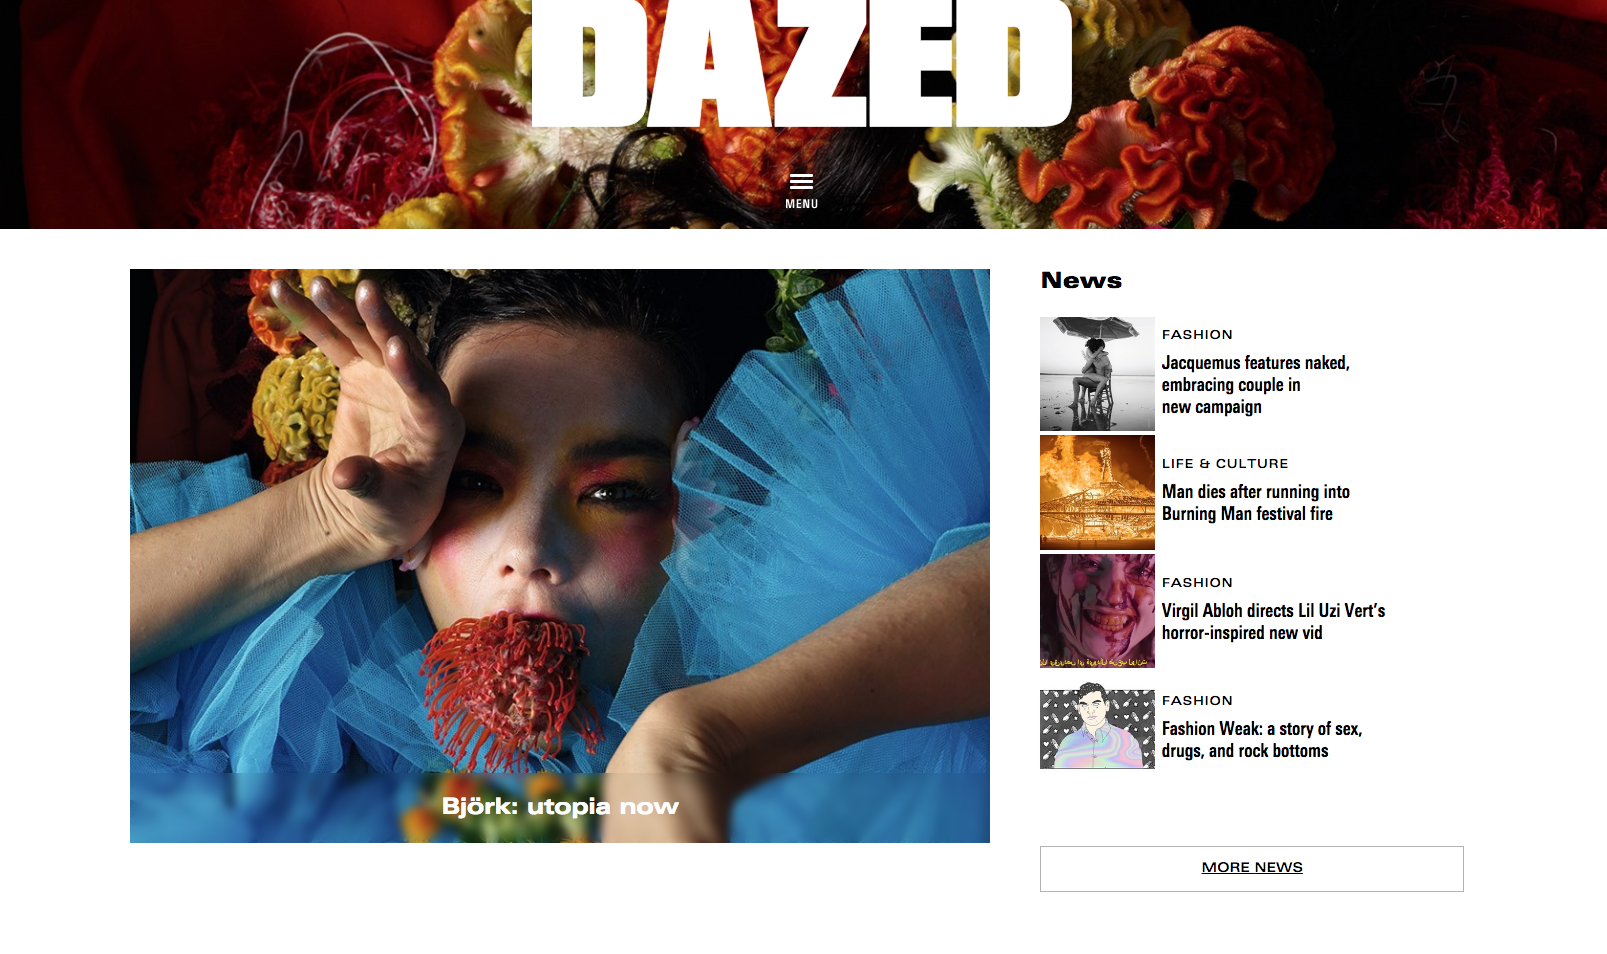 DAZED
MENU
Björk: utopia now
News
FASHION
Jacquemus features naked,
embracing couple in
new campaign
LIFE & CULTURE
Man dies after running into
Burning Man festival fire
FASHION
Virgil Abloh directs Lil Uzi Vert’s
horror-inspired new vid
FASHION
Fashion Weak: a story of sex,
drugs, and rock bottoms
MORE NEWS